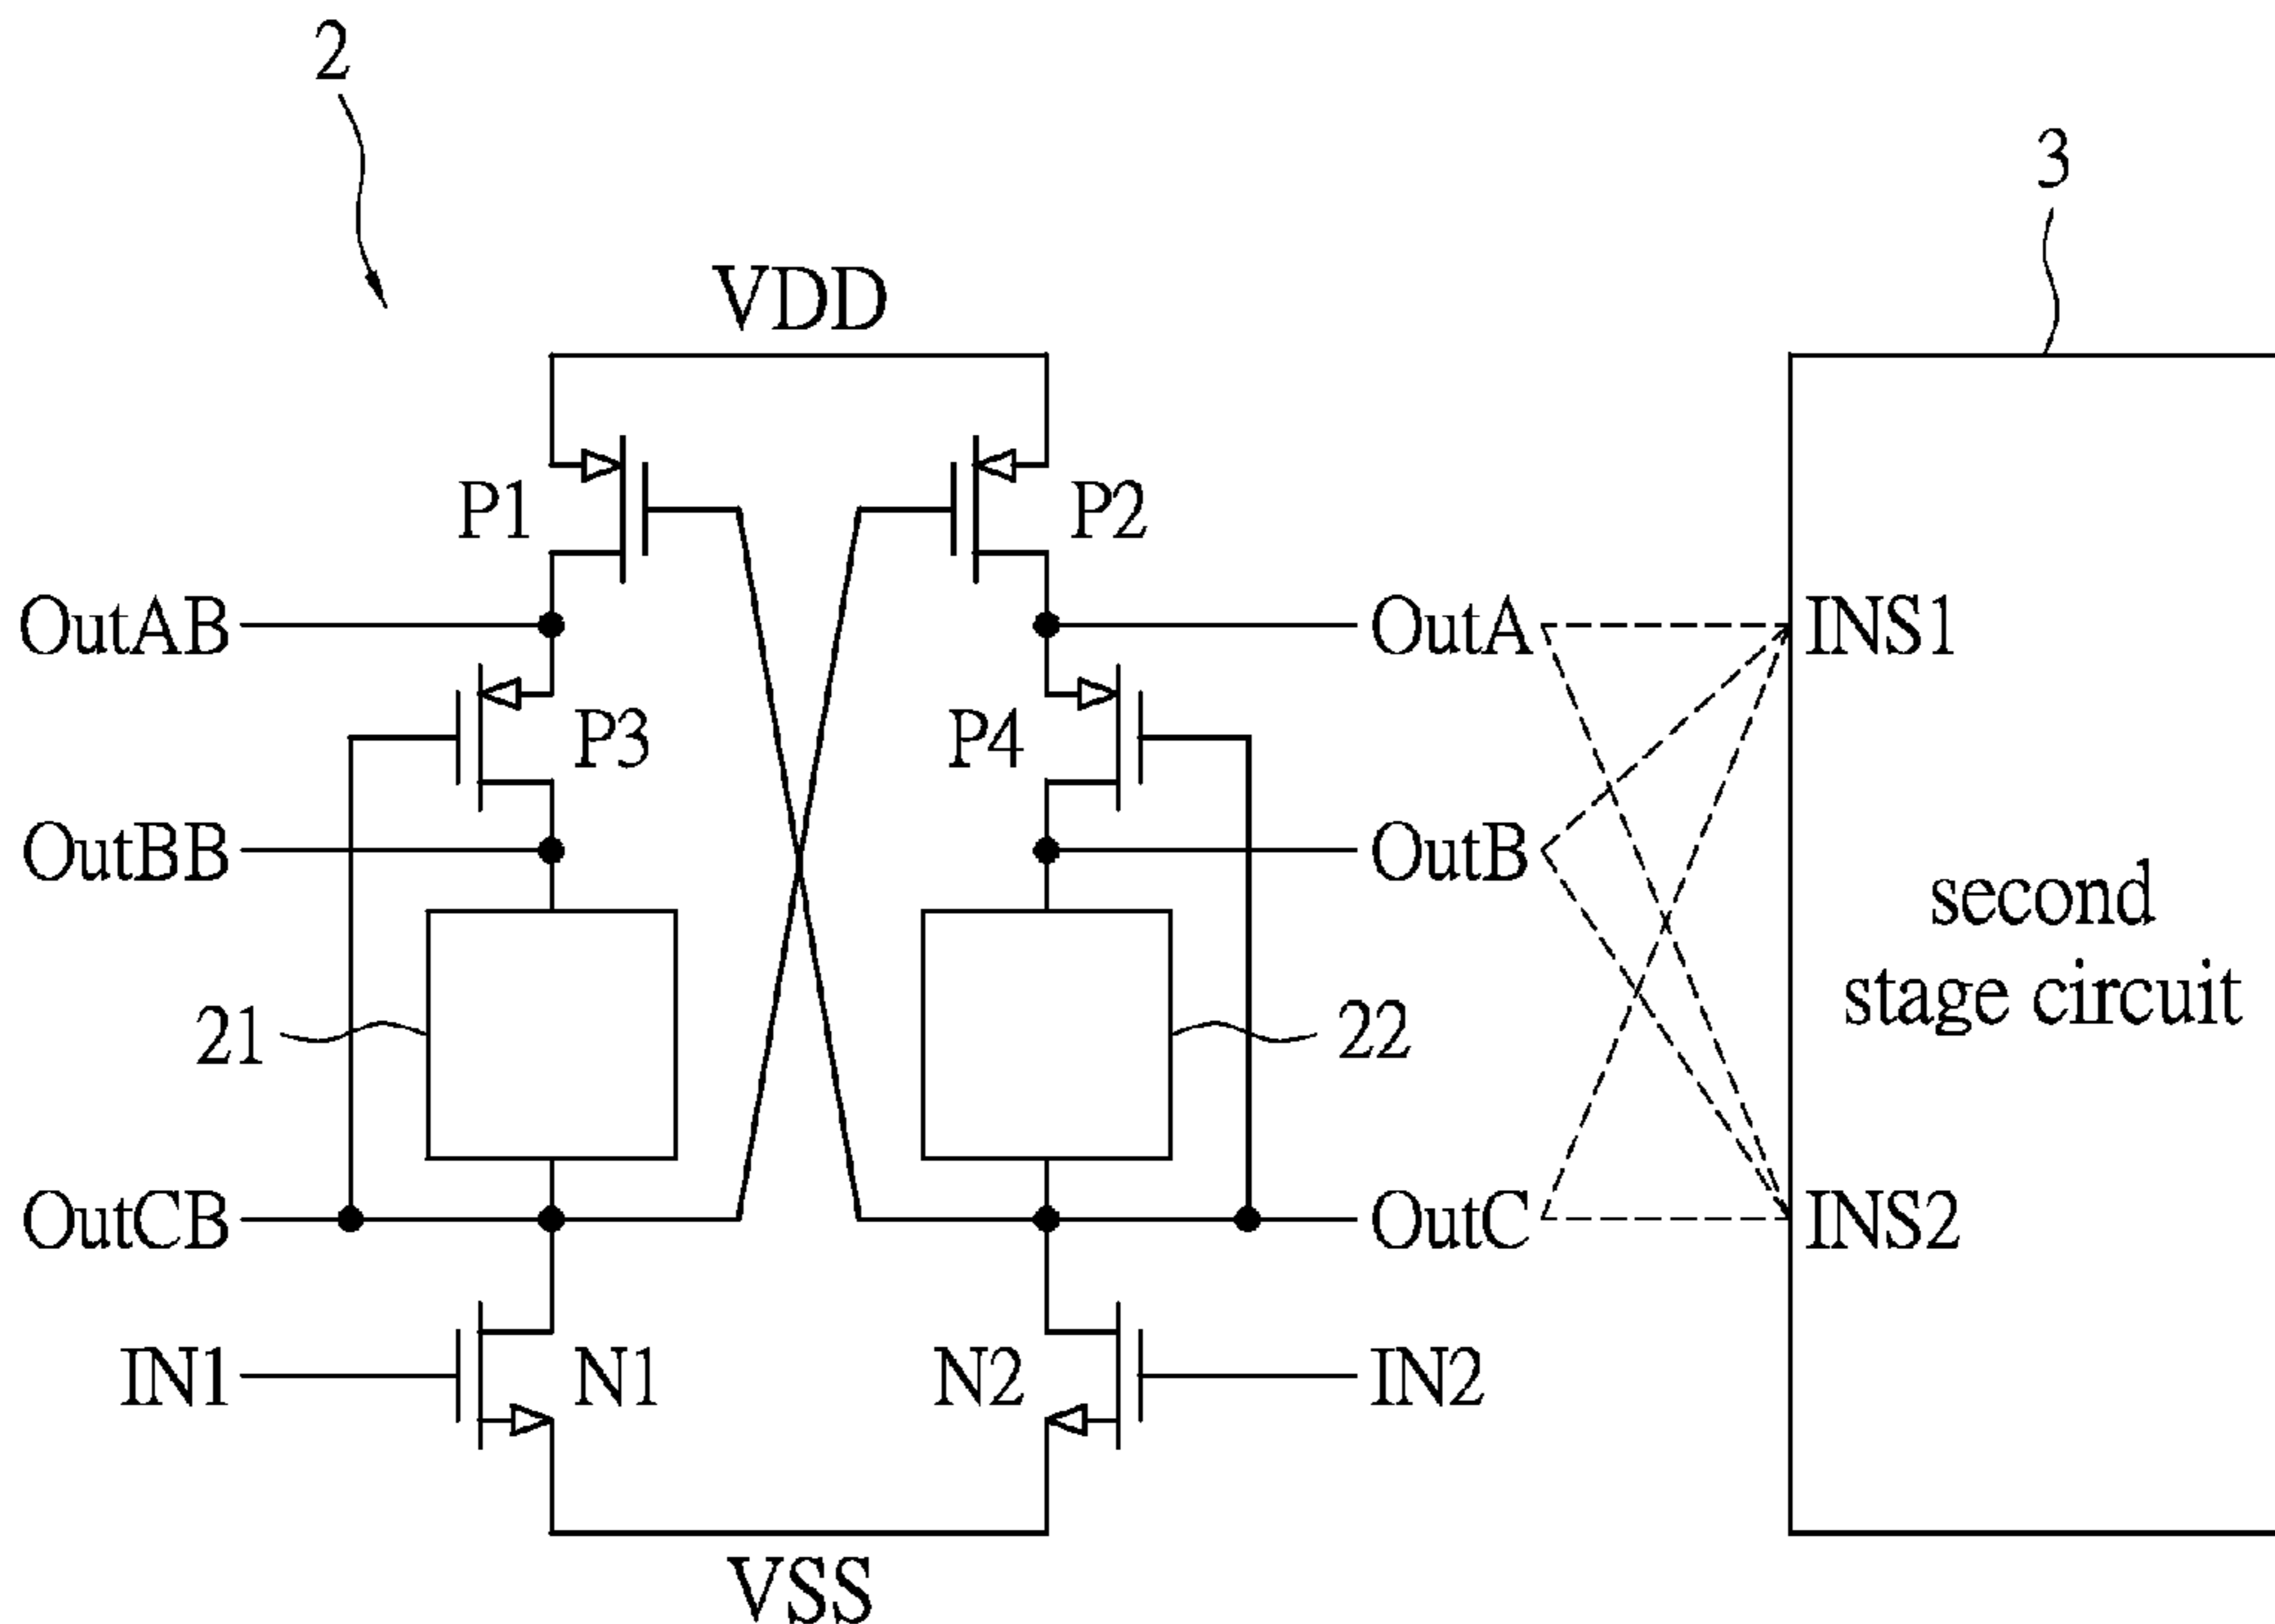 2
3
VDD
P1
P2
OutAB
OutA
INS1
P3
P4
OutBB
OutB
second
stage circuit
21
22
OutCB
OutC
INS2
IN1
N1
N2
IN2
VSS